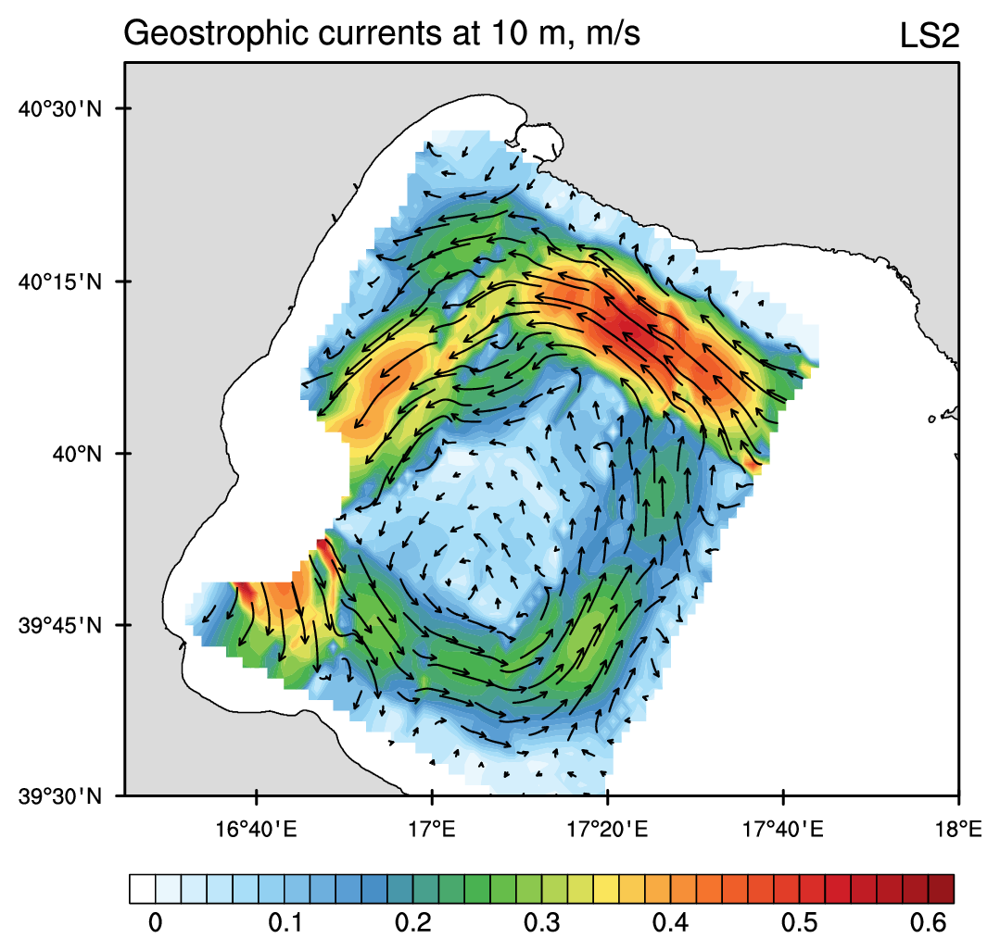 Geostrophic currents at 10 m, m/s LS2
40°30'N
40°15'N
40°N
39°45'N
39°30'N
16°40'E 17°E 17°20'E 17°40'E 18°E
0 0.1 0.2 0.3 0.4 0.5 0.6